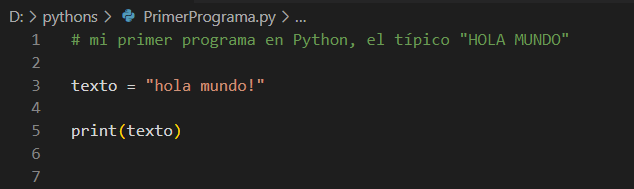 D: > pythons > PrimerPrograma.py > ...
1 # mi primer programa en Python, el típico "HOLA MUNDO"
2
3 texto = "hola mundo!"
4
5 print(texto)
6
7